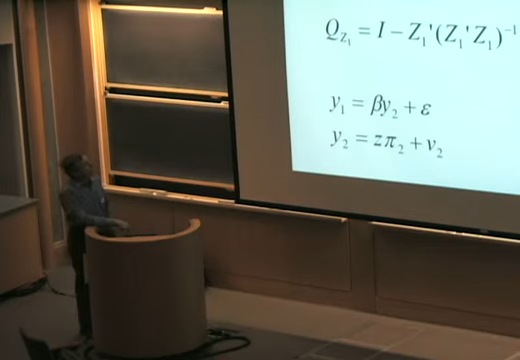 Q_{Z_1} = I − Z_1'(Z_1'Z_1)^{−1}
y_1 = βy_2 + ε
y_2 = zπ_2 + v_2